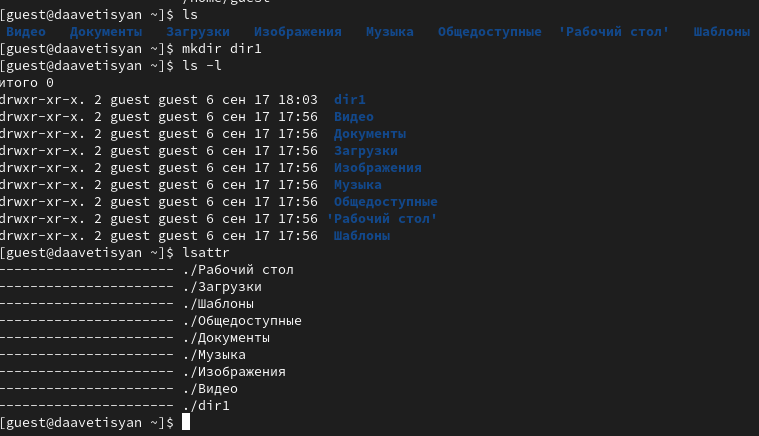 /home/guest
[guest@daavetisyan ~]$ ls
Видео Документы Загрузки Изображения Музыка Общедоступные 'Рабочий стол' Шаблоны
[guest@daavetisyan ~]$ mkdir dir1
[guest@daavetisyan ~]$ ls -l
итого 0
drwxr-xr-x. 2 guest guest 6 сен 17 18:03 dir1
drwxr-xr-x. 2 guest guest 6 сен 17 17:56 Видео
drwxr-xr-x. 2 guest guest 6 сен 17 17:56 Документы
drwxr-xr-x. 2 guest guest 6 сен 17 17:56 Загрузки
drwxr-xr-x. 2 guest guest 6 сен 17 17:56 Изображения
drwxr-xr-x. 2 guest guest 6 сен 17 17:56 Музыка
drwxr-xr-x. 2 guest guest 6 сен 17 17:56 Общедоступные
drwxr-xr-x. 2 guest guest 6 сен 17 17:56 'Рабочий стол'
drwxr-xr-x. 2 guest guest 6 сен 17 17:56 Шаблоны
[guest@daavetisyan ~]$ lsattr
---------------------- ./Рабочий стол
---------------------- ./Загрузки
---------------------- ./Шаблоны
---------------------- ./Общедоступные
---------------------- ./Документы
---------------------- ./Музыка
---------------------- ./Изображения
---------------------- ./Видео
---------------------- ./dir1
[guest@daavetisyan ~]$